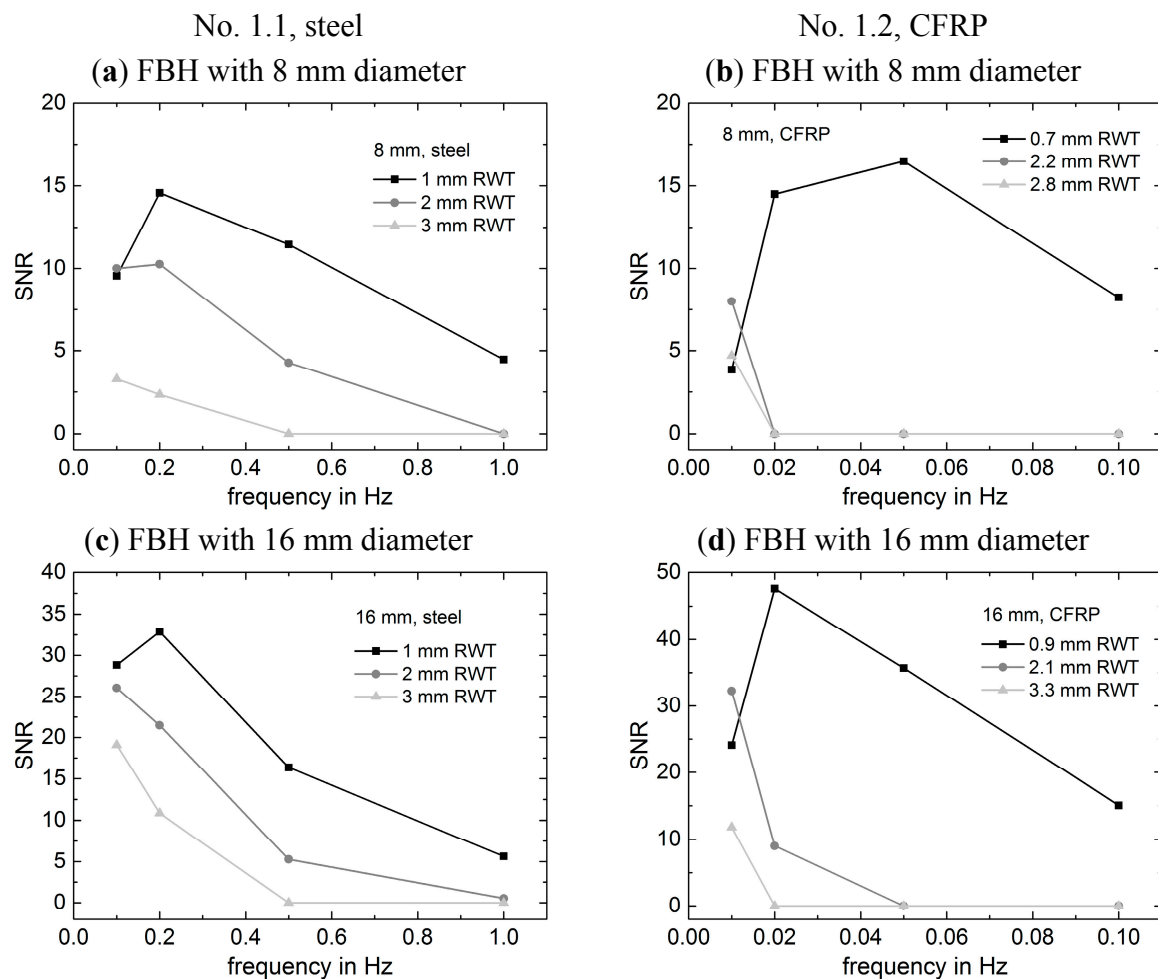 No. 1.1, steel
No. 1.2, CFRP
(a) FBH with 8 mm diameter
(b) FBH with 8 mm diameter
20
15
10
5
0
SNR
8 mm, steel
1 mm RWT
2 mm RWT
3 mm RWT
0.0 0.2 0.4 0.6 0.8 1.0
frequency in Hz
20
15
10
5
0
SNR
8 mm, CFRP
0.7 mm RWT
2.2 mm RWT
2.8 mm RWT
0.00 0.02 0.04 0.06 0.08 0.10
frequency in Hz
(c) FBH with 16 mm diameter
(d) FBH with 16 mm diameter
40
35
30
25
20
15
10
5
0
SNR
16 mm, steel
1 mm RWT
2 mm RWT
3 mm RWT
0.0 0.2 0.4 0.6 0.8 1.0
frequency in Hz
50
40
30
20
10
0
SNR
16 mm, CFRP
0.9 mm RWT
2.1 mm RWT
3.3 mm RWT
0.00 0.02 0.04 0.06 0.08 0.10
frequency in Hz